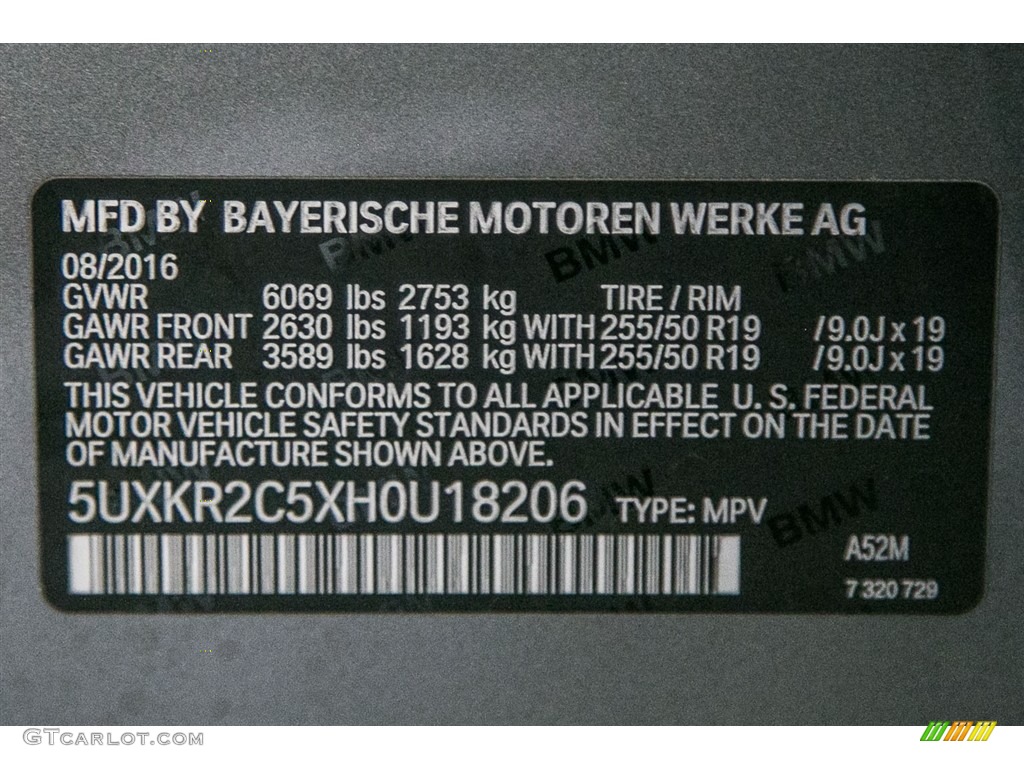 MFD BY BAYERISCHE MOTOREN WERKE AG
08/2016
GVWR 6069 lbs 2753 kg TIRE / RIM
GAWR FRONT 2630 lbs 1193 kg WITH 255/50 R19 /9.0J x 19
GAWR REAR 3589 lbs 1628 kg WITH 255/50 R19 /9.0J x 19
THIS VEHICLE CONFORMS TO ALL APPLICABLE U. S. FEDERAL
MOTOR VEHICLE SAFETY STANDARDS IN EFFECT ON THE DATE
OF MANUFACTURE SHOWN ABOVE.
5UXKR2C5XH0U18206 TYPE: MPV
A52M
7 320 729
GTCarlot.com